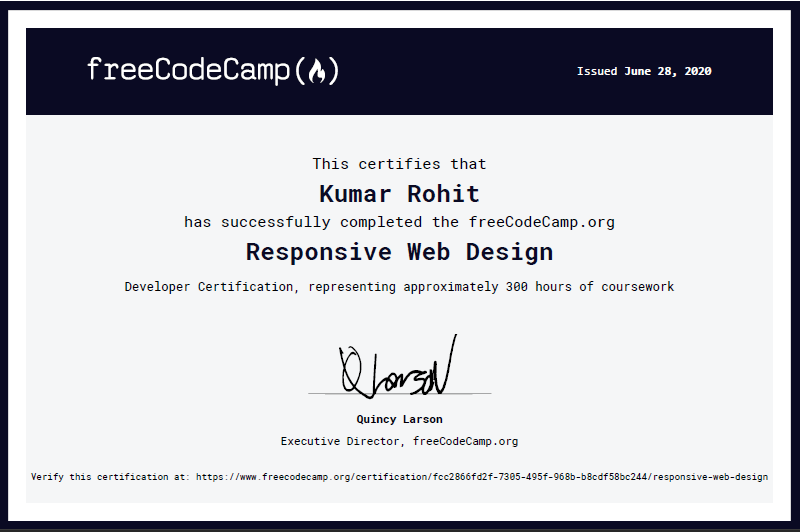 freeCodeCamp
Issued June 28, 2020
This certifies that
Kumar Rohit
has successfully completed the freeCodeCamp.org
Responsive Web Design
Developer Certification, representing approximately 300 hours of coursework
Q Larson
Quincy Larson
Executive Director, freeCodeCamp.org
Verify this certification at: https://www.freecodecamp.org/certification/fcc2866fd2f-7305-495f-968b-b8cdf58bc244/responsive-web-design